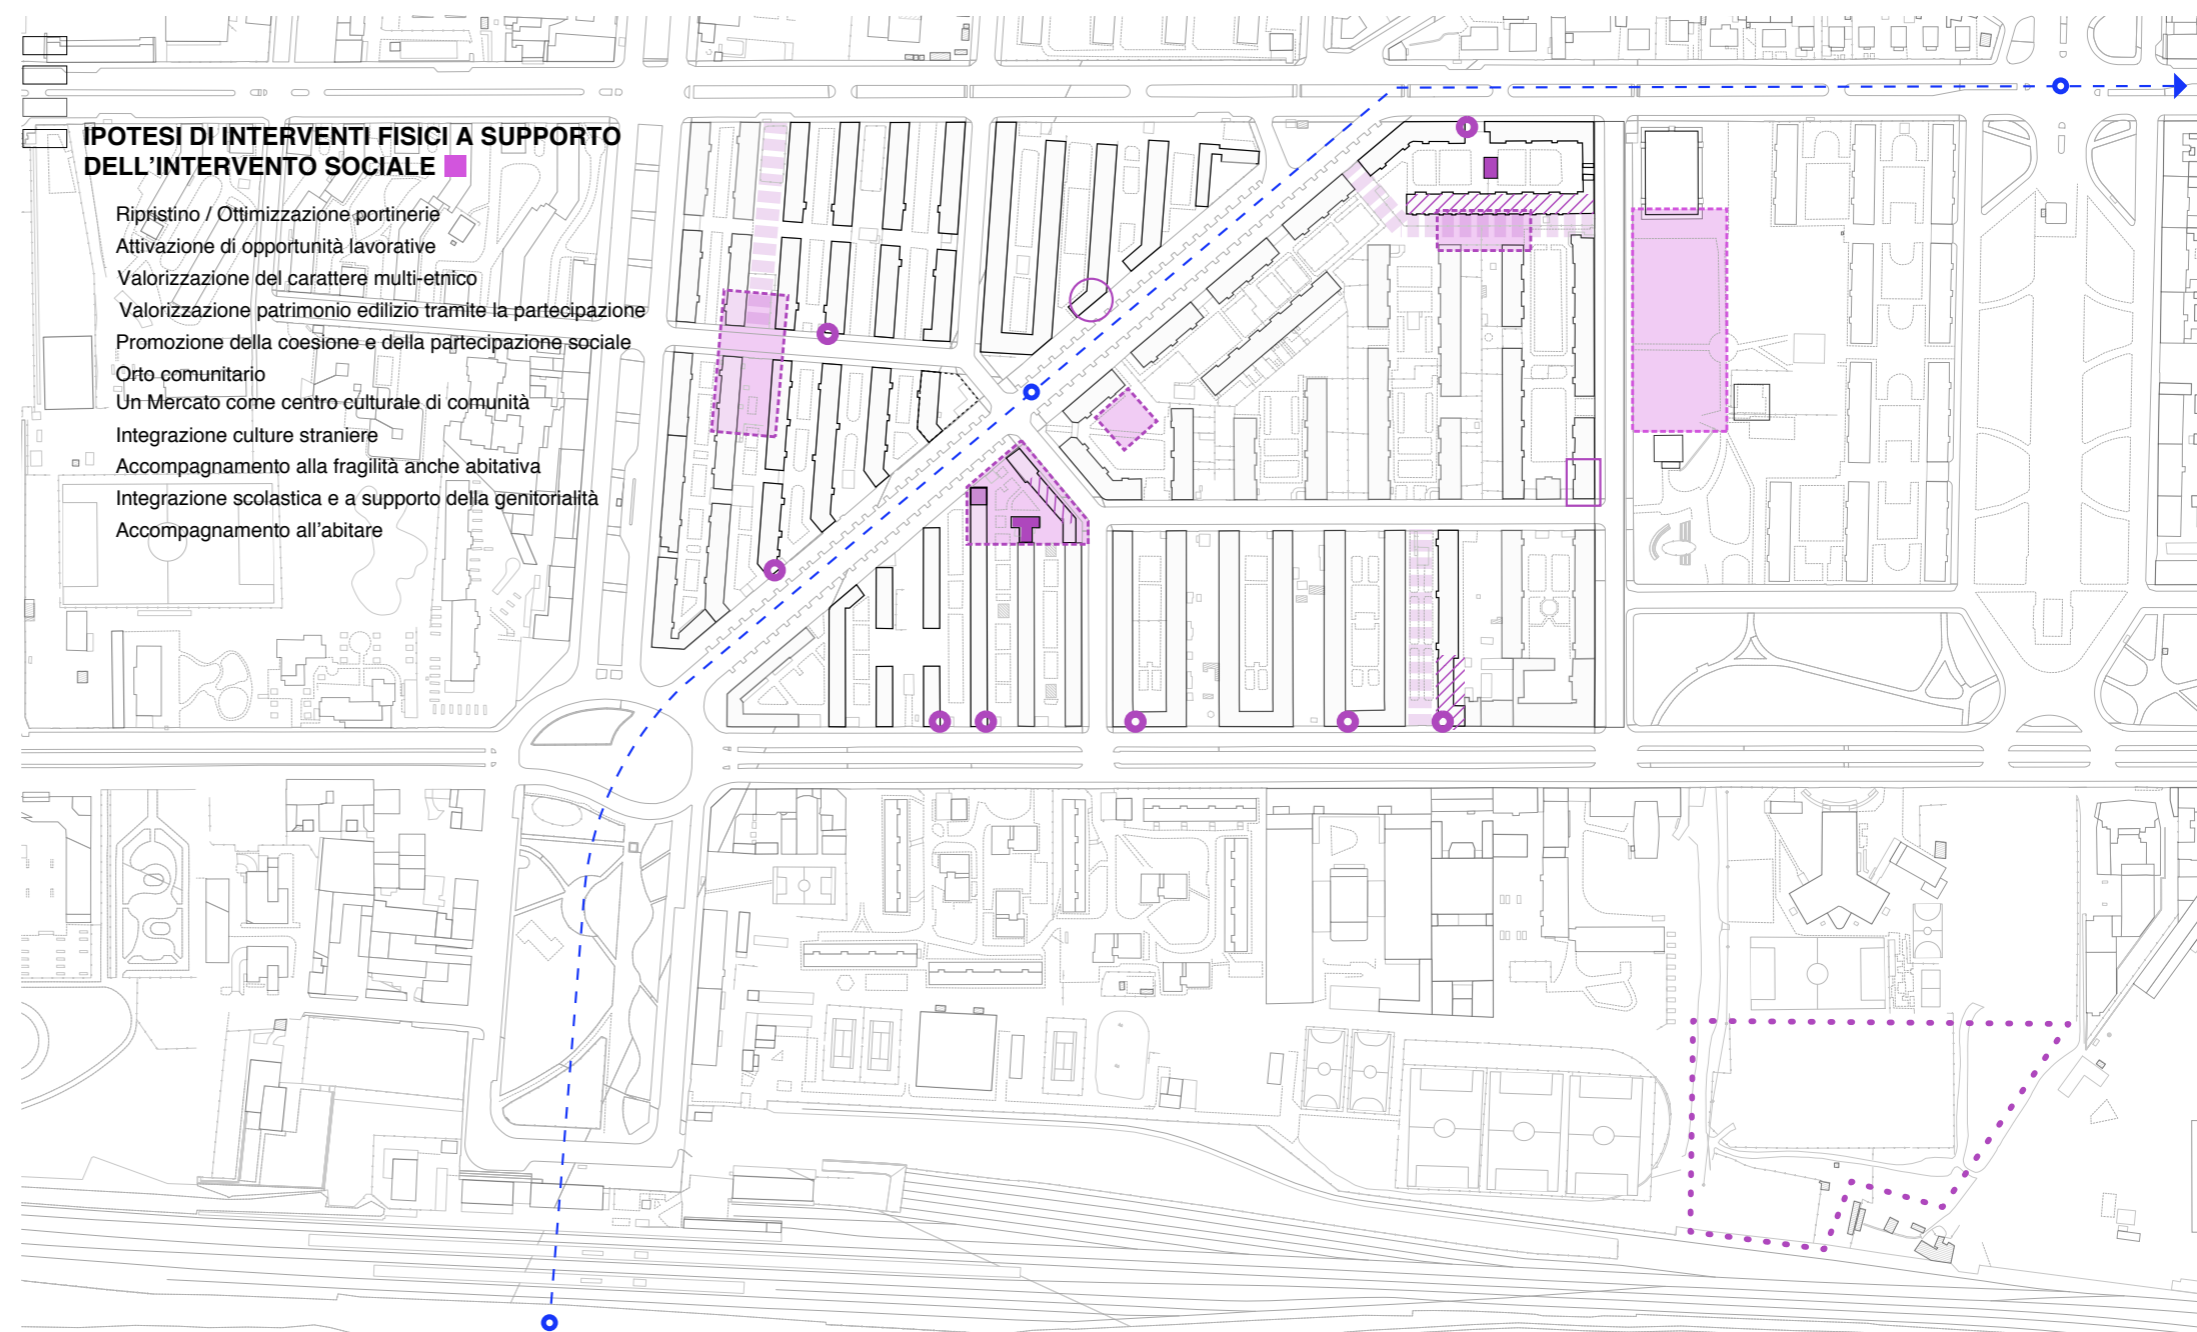 IPOTESI DI INTERVENTI FISICI A SUPPORTO
DELL'INTERVENTO SOCIALE
Ripristino / Ottimizzazione portinerie
Attivazione di opportunità lavorative
Valorizzazione del carattere multi-etnico
Valorizzazione patrimonio edilizio tramite la partecipazione
Promozione della coesione e della partecipazione sociale
Orto comunitario
Un Mercato come centro culturale di comunità
Integrazione culture straniere
Accompagnamento alla fragilità anche abitativa
Integrazione scolastica e a supporto della genitorialità
Accompagnamento all'abitare